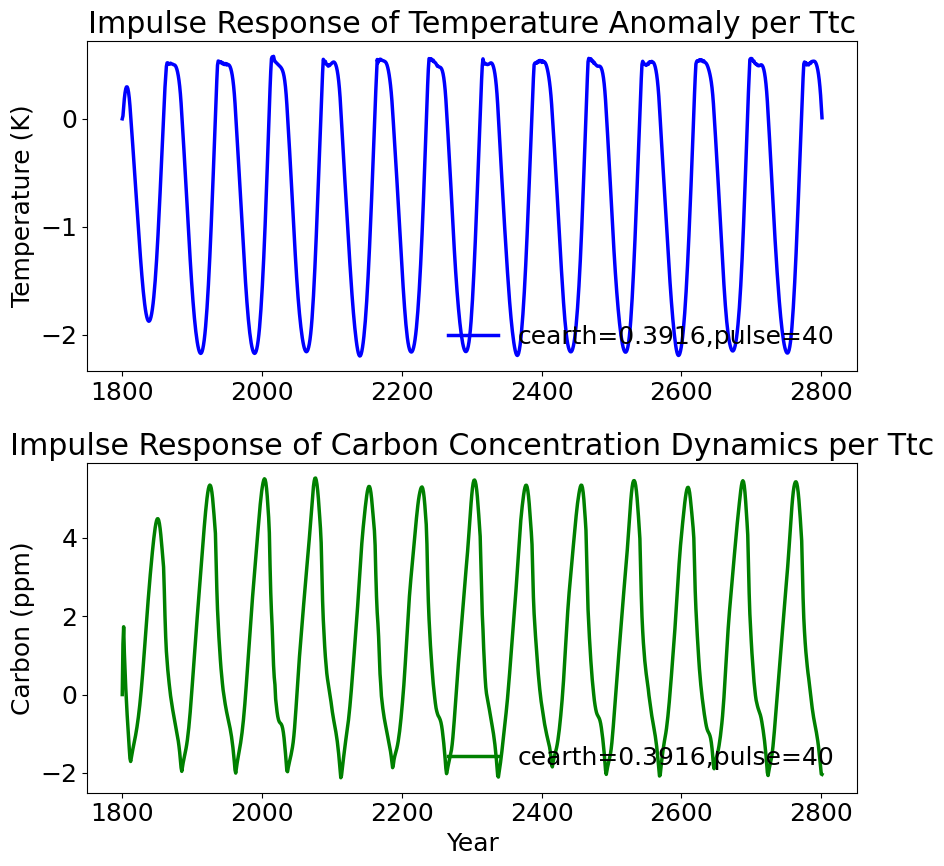 Impulse Response of Temperature Anomaly per Ttc
Temperature (K)
0
−1
−2
cearth=0.3916,pulse=40
1800 2000 2200 2400 2600 2800
Impulse Response of Carbon Concentration Dynamics per Ttc
Carbon (ppm)
4
2
0
−2
cearth=0.3916,pulse=40
1800 2000 2200 2400 2600 2800
Year